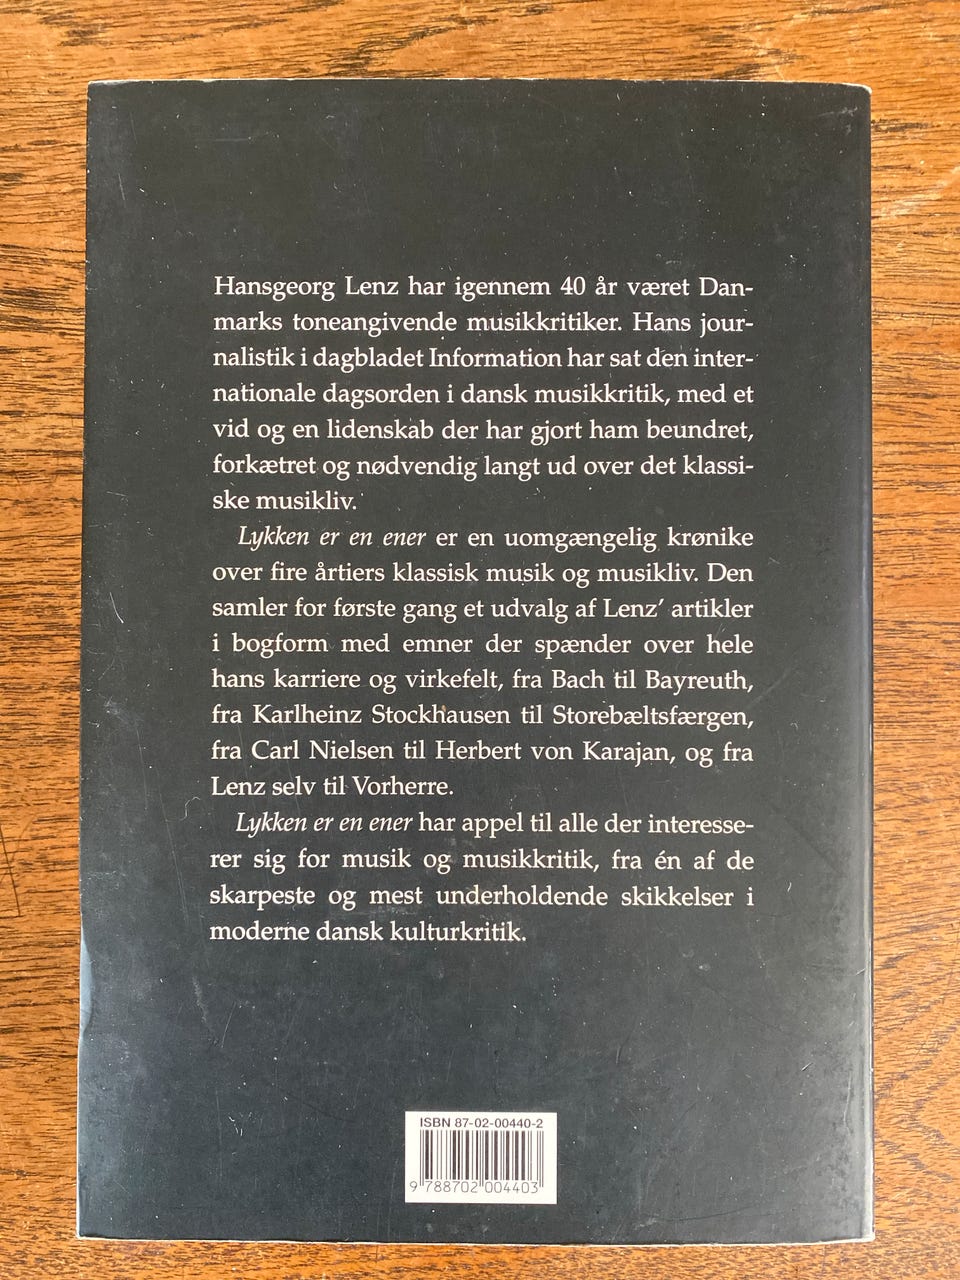 Hansgeorg Lenz har igennem 40 år været Dan-
marks toneangivende musikkritiker. Hans jour-
nalistik i dagbladet Information har sat den inter-
nationale dagsorden i dansk musikkritik, med et
vid og en lidenskab der har gjort ham beundret,
forkætret og nødvendig langt ud over det klassi-
ske musikliv.
Lykken er en ener er en uomgængelig krønike
over fire årtiers klassisk musik og musikliv. Den
samler for første gang et udvalg af Lenz' artikler
i bogform med emner der spænder over hele
hans karriere og virkefelt, fra Bach til Bayreuth,
fra Karlheinz Stockhausen til Storebæltsfærgen,
fra Carl Nielsen til Herbert von Karajan, og fra
Lenz selv til Vorherre.
Lykken er en ener har appel til alle der interesse-
rer sig for musik og musikkritik, fra én af de
skarpeste og mest underholdende skikkelser i
moderne dansk kulturkritik.
ISBN 87-02-00440-2
9 788702 004403